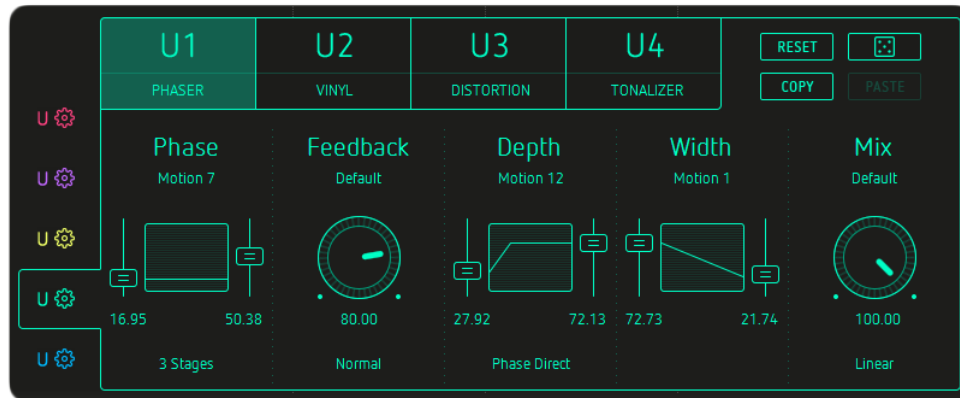 U1 U2 U3 U4
RESET
PHASER VINYL DISTORTION TONALIZER
COPY PASTE
U
Phase Feedback Depth Width Mix
Motion 7 Default Motion 12 Motion 1 Default
U
U
U
16.95 50.38 80.00 27.92 72.13 72.73 21.74 100.00
U
3 Stages Normal Phase Direct Linear